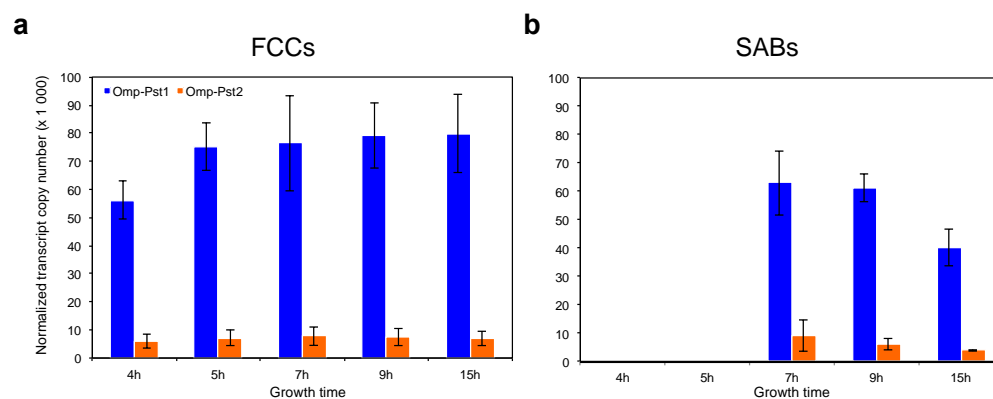 a
FCCs
Normalized transcript copy number (x 1 000)
100
90
80
70
60
50
40
30
20
10
0
Omp-Pst1 Omp-Pst2
4h 5h 7h 9h 15h
Growth time
b
SABs
100
90
80
70
60
50
40
30
20
10
0
4h 5h 7h 9h 15h
Growth time